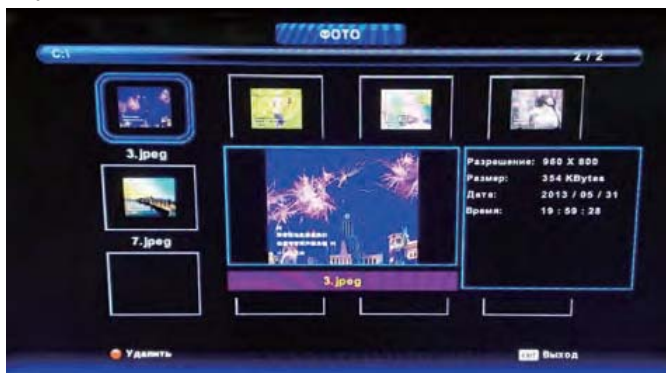 ФОТО
C:\
2 / 2
3.jpeg
7.jpeg
3.jpeg
Разрешение: 960 X 800
Размер: 354 KBytes
Дата: 2013 / 05 / 31
Время: 19 : 59 : 28
Удалить
EXIT Выход